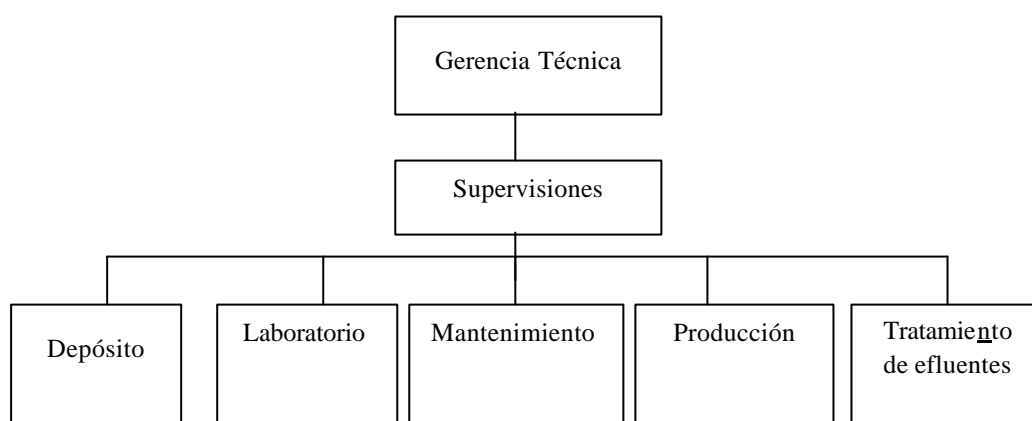 Gerencia Técnica
Supervisiones
Depósito
Laboratorio
Mantenimiento
Producción
Tratamiento
de efluentes